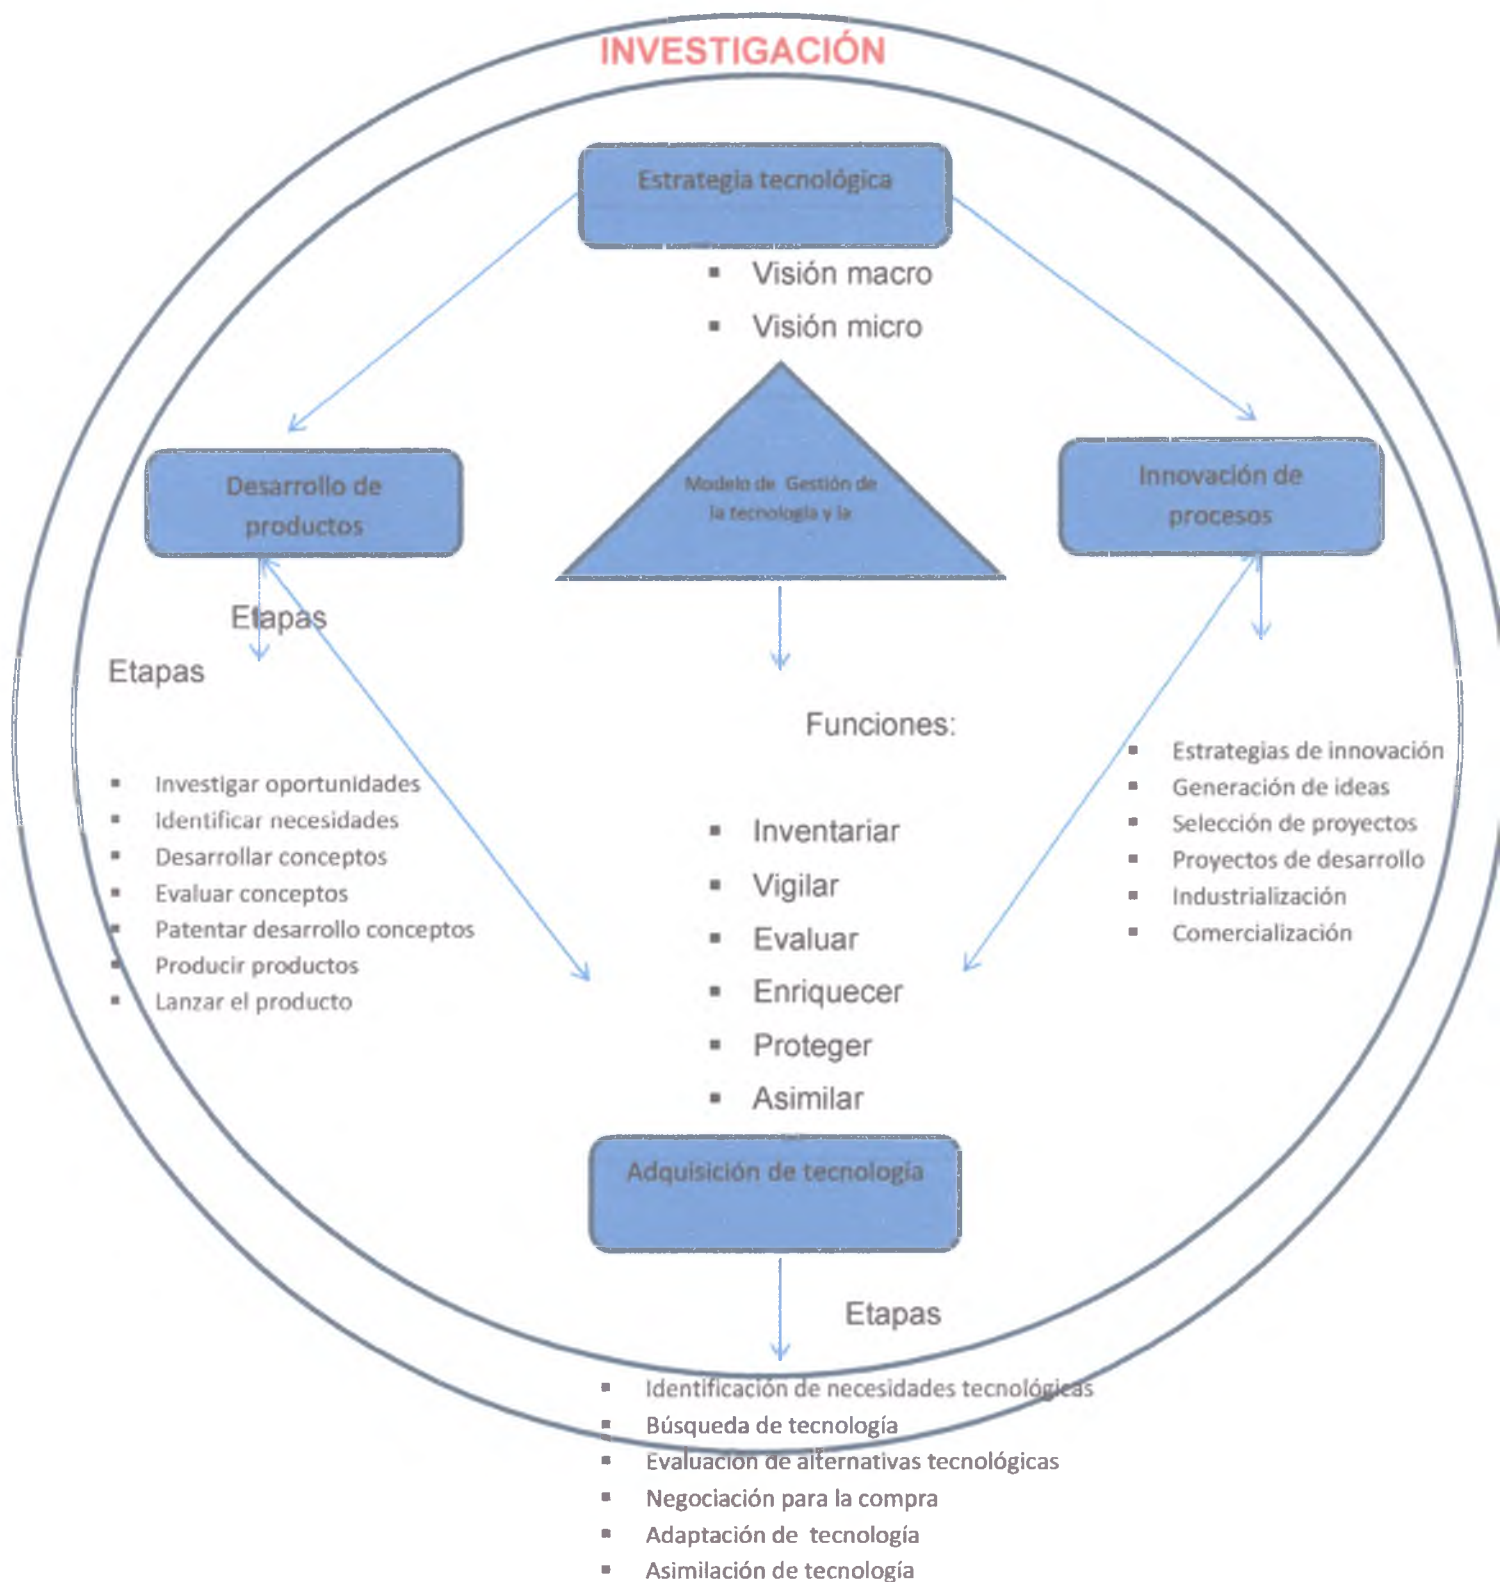 INVESTIGACIÓN
Estrategia tecnológica
▪ Visión macro
▪ Visión micro
Desarrollo de
productos
Modelo de Gestión de
la tecnología y la
Innovación de
procesos
Etapas
Etapas
▪ Investigar oportunidades
▪ Identificar necesidades
▪ Desarrollar conceptos
▪ Evaluar conceptos
▪ Patentar desarrollo conceptos
▪ Producir productos
▪ Lanzar el producto
Funciones:
▪ Inventariar
▪ Vigilar
▪ Evaluar
▪ Enriquecer
▪ Proteger
▪ Asimilar
▪ Estrategias de innovación
▪ Generación de ideas
▪ Selección de proyectos
▪ Proyectos de desarrollo
▪ Industrialización
▪ Comercialización
Adquisición de tecnología
Etapas
▪ Identificación de necesidades tecnológicas
▪ Búsqueda de tecnología
▪ Evaluación de alternativas tecnológicas
▪ Negociación para la compra
▪ Adaptación de tecnología
▪ Asimilación de tecnología